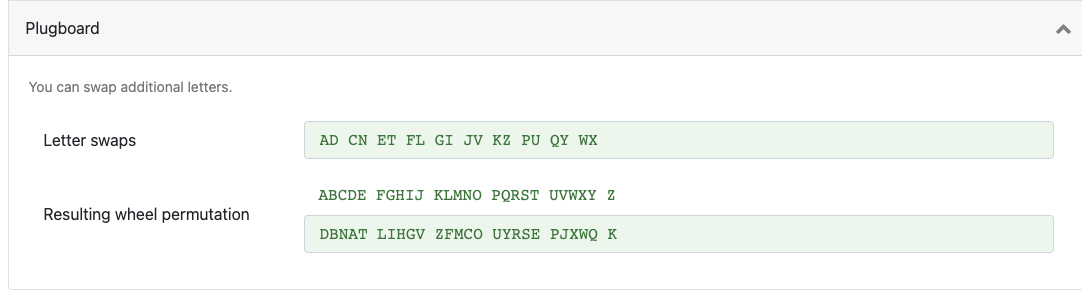 Plugboard
You can swap additional letters.
Letter swaps
AD CN ET FL GI JV KZ PU QY WX
ABCDE FGHIJ KLMNO PQRST UVWXY Z
Resulting wheel permutation
DBNAT LIHGV ZFMCO UYRSE PJXWQ K